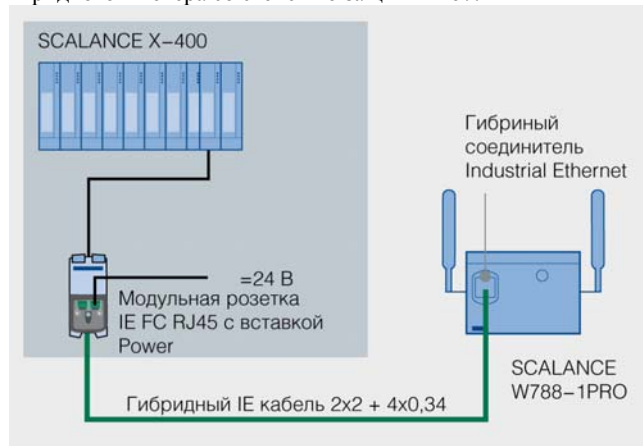 SCALANCE X–400
Гибриный
соединитель
Industrial Ethernet
=24 В
Модульная розетка
IE FC RJ45 с вставкой
Power
SCALANCE
W788–1PRO
Гибридный IE кабель 2x2 + 4x0,34